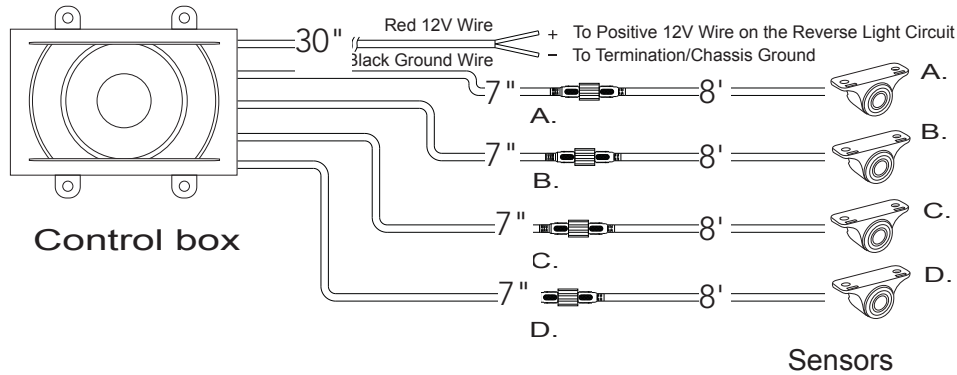 30" Red 12V Wire + To Positive 12V Wire on the Reverse Light Circuit
Black Ground Wire − To Termination/Chassis Ground
7" 8' A.
A.
7" 8' B.
B.
Control box
7" 8' C.
C.
7" 8' D.
D.
Sensors